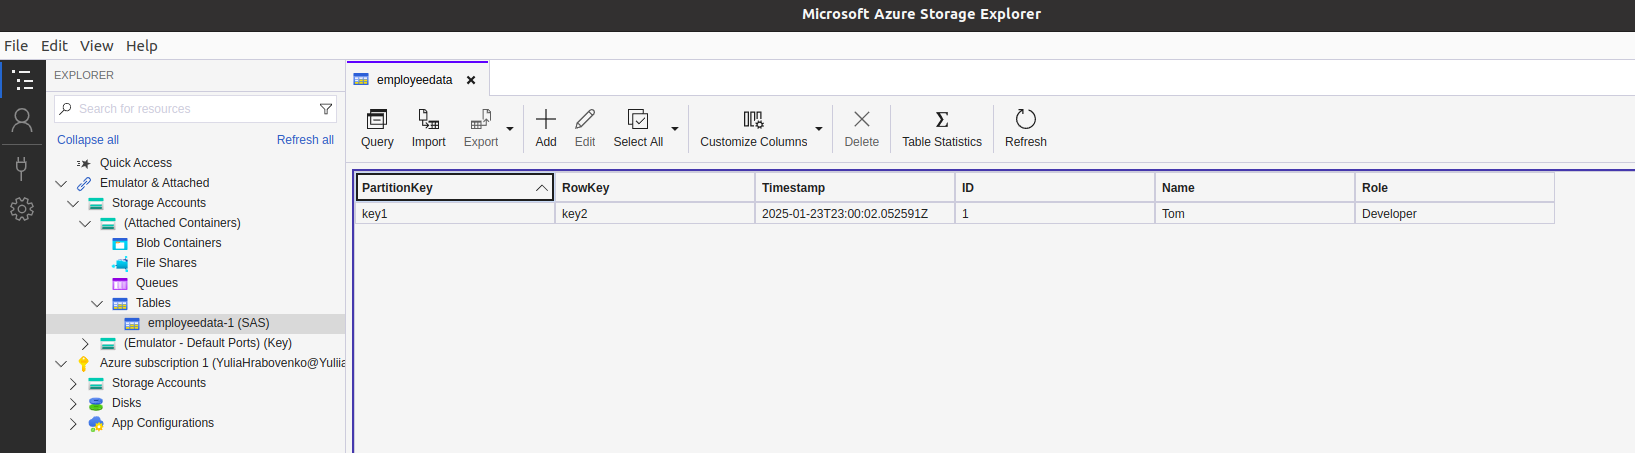 Microsoft Azure Storage Explorer
File Edit View Help
EXPLORER
Search for resources
Collapse all Refresh all
Quick Access
Emulator & Attached
Storage Accounts
(Attached Containers)
Blob Containers
File Shares
Queues
Tables
employeedata-1 (SAS)
(Emulator - Default Ports) (Key)
Azure subscription 1 (YuliaHrabovenko@Yuliia
Storage Accounts
Disks
App Configurations
employeedata
Query Import Export Add Edit Select All Customize Columns Delete Table Statistics Refresh
PartitionKey RowKey Timestamp ID Name Role
key1 key2 2025-01-23T23:00:02.052591Z 1 Tom Developer